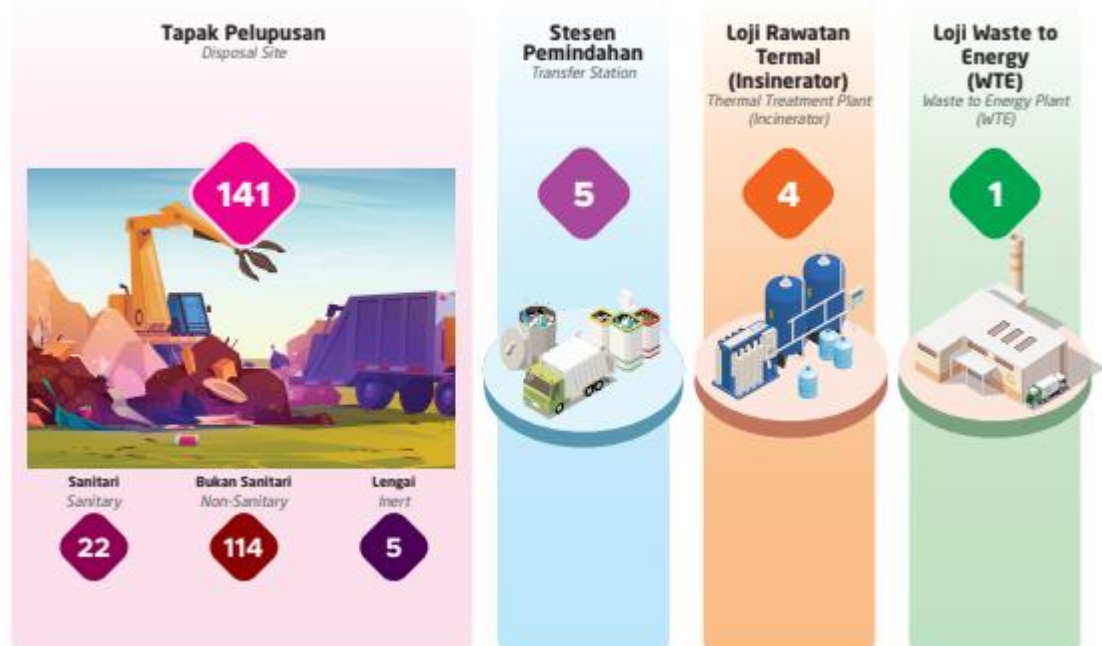 Tapak Pelupusan
Disposal Site
141
Sanitari
Sanitary
22
Bukan Sanitari
Non-Sanitary
114
Lengai
Inert
5
Stesen
Pemindahan
Transfer Station
5
Loji Rawatan
Termal
(Insinerator)
Thermal Treatment Plant
(Incinerator)
4
Loji Waste to
Energy
(WTE)
Waste to Energy Plant
(WTE)
1